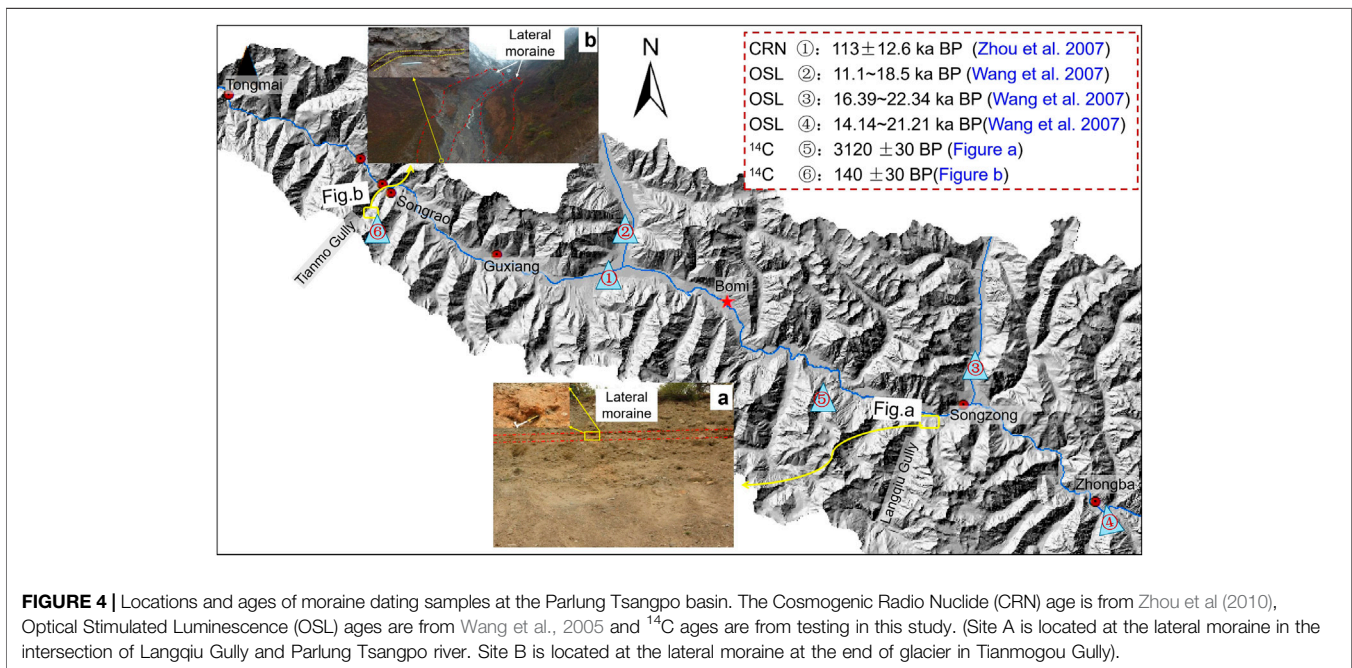 b
Lateral
moraine
N
CRN ①: 113±12.6 ka BP (Zhou et al. 2007)
OSL ②: 11.1~18.5 ka BP (Wang et al. 2007)
OSL ③: 16.39~22.34 ka BP (Wang et al. 2007)
OSL ④: 14.14~21.21 ka BP(Wang et al. 2007)
¹⁴C ⑤: 3120 ±30 BP (Figure a)
¹⁴C ⑥: 140 ±30 BP(Figure b)
Tongmai
Fig.b
Songrao
⑥
Tianmo Gully
Guxiang
②
①
Bomi
③
⑤
Fig.a
Songzong
Langqiu Gully
Zhongba
④
a
Lateral
moraine
FIGURE 4 | Locations and ages of moraine dating samples at the Parlung Tsangpo basin. The Cosmogenic Radio Nuclide (CRN) age is from Zhou et al (2010),
Optical Stimulated Luminescence (OSL) ages are from Wang et al., 2005 and ¹⁴C ages are from testing in this study. (Site A is located at the lateral moraine in the
intersection of Langqiu Gully and Parlung Tsangpo river. Site B is located at the lateral moraine at the end of glacier in Tianmogou Gully).